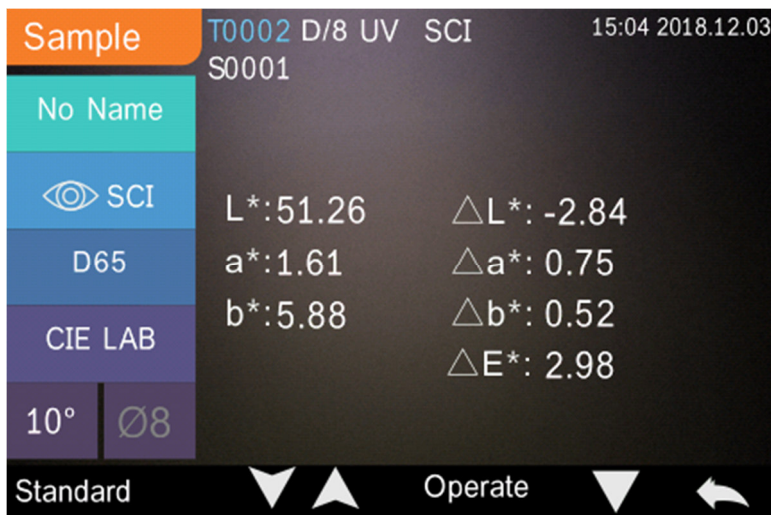 Sample
T0002 D/8 UV SCI
15:04 2018.12.03
S0001
No Name
SCI
D65
CIE LAB
10°
Ø8
L*:51.26
△L*: -2.84
a*:1.61
△a*: 0.75
b*:5.88
△b*: 0.52
△E*: 2.98
Standard
Operate